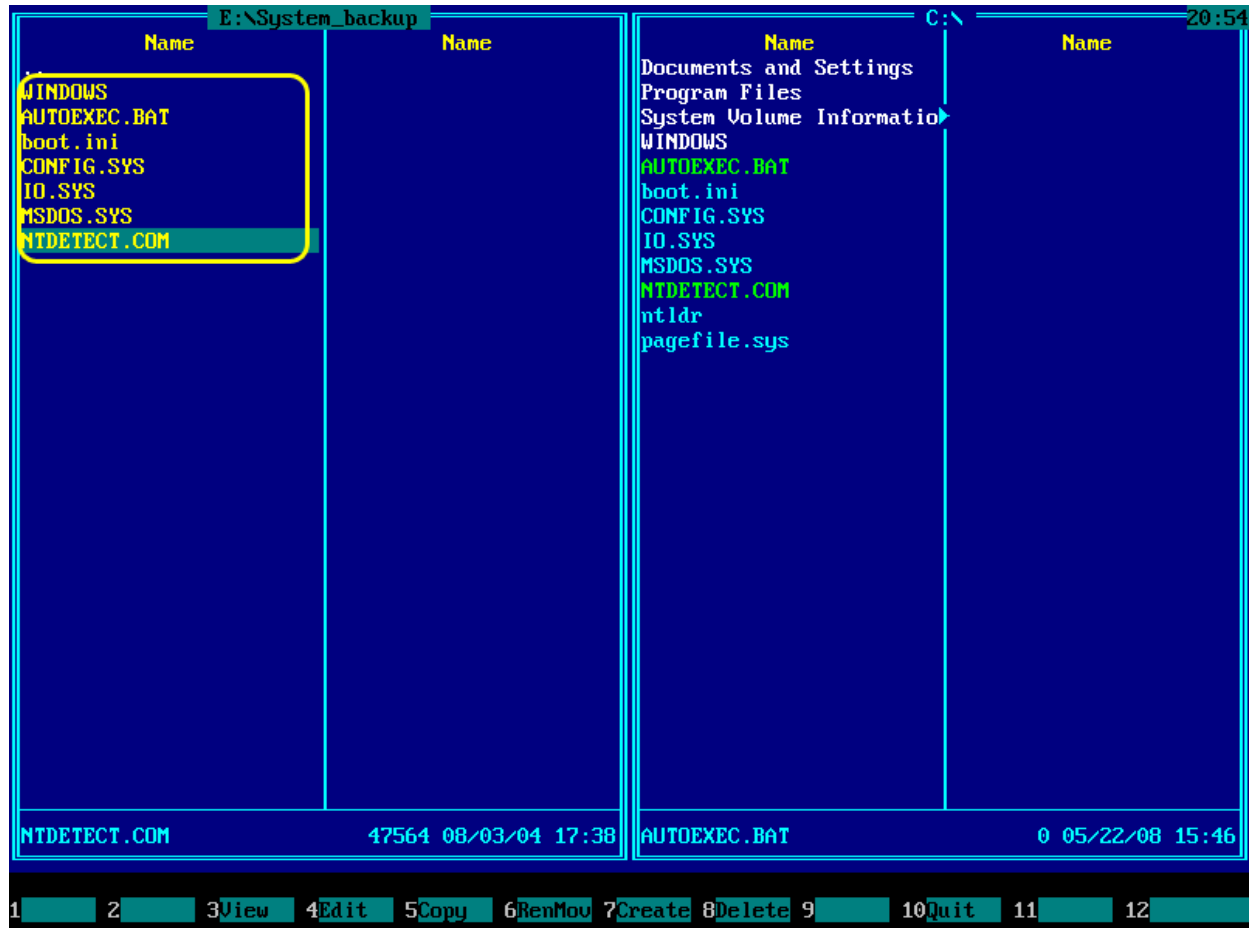 E:\System_backup
Name Name
WINDOWS
AUTOEXEC.BAT
boot.ini
CONFIG.SYS
IO.SYS
MSDOS.SYS
NTDETECT.COM
NTDETECT.COM 47564 08/03/04 17:38
C:\ 20:54
Name Name
Documents and Settings
Program Files
System Volume Informatio
WINDOWS
AUTOEXEC.BAT
boot.ini
CONFIG.SYS
IO.SYS
MSDOS.SYS
NTDETECT.COM
ntldr
pagefile.sys
AUTOEXEC.BAT 0 05/22/08 15:46
1 2 3View 4Edit 5Copy 6RenMov 7Create 8Delete 9 10Quit 11 12